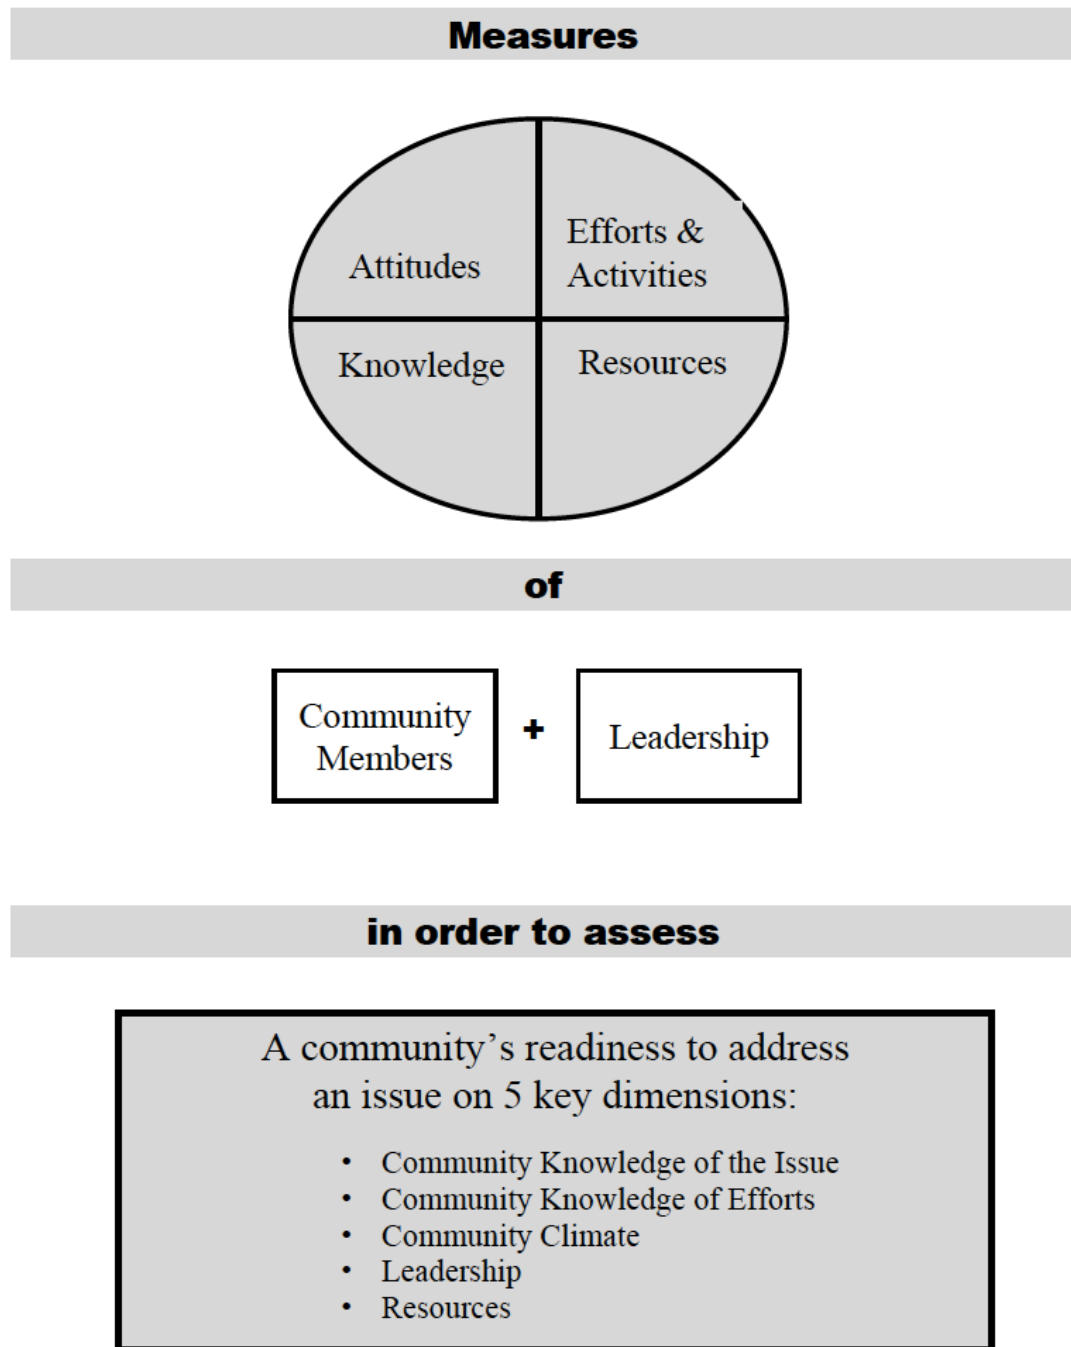 Measures
Attitudes
Efforts &
Activities
Knowledge
Resources
of
Community
Members
+
Leadership
in order to assess
A community’s readiness to address
an issue on 5 key dimensions:
• Community Knowledge of the Issue
• Community Knowledge of Efforts
• Community Climate
• Leadership
• Resources